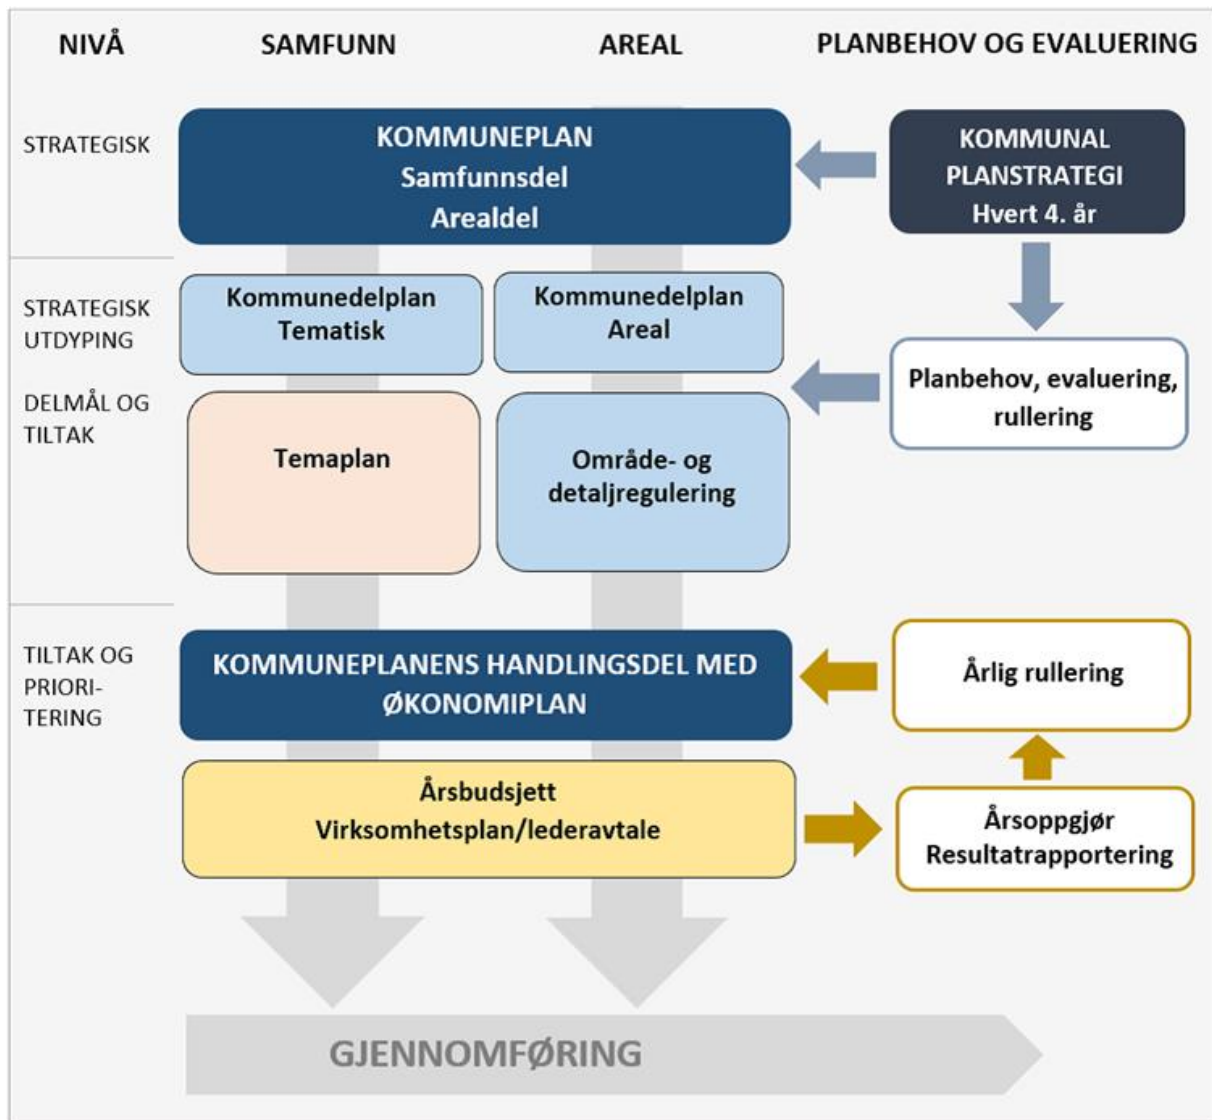 NIVÅ
SAMFUNN
AREAL
PLANBEHOV OG EVALUERING
STRATEGISK
KOMMUNEPLAN
Samfunnsdel
Arealdel
KOMMUNAL
PLANSTRATEGI
Hvert 4. år
STRATEGISK
UTDYPING
Kommunedelplan
Tematisk
Kommunedelplan
Areal
Planbehov, evaluering,
rullering
DELMÅL OG
TILTAK
Temaplan
Område- og
detaljregulering
TILTAK OG
PRIORI-
TERING
KOMMUNEPLANENS HANDLINGSDEL MED
ØKONOMIPLAN
Årlig rullering
Årsbudsjett
Virksomhetsplan/lederavtale
Årsoppgjør
Resultatrapportering
GJENNOMFØRING